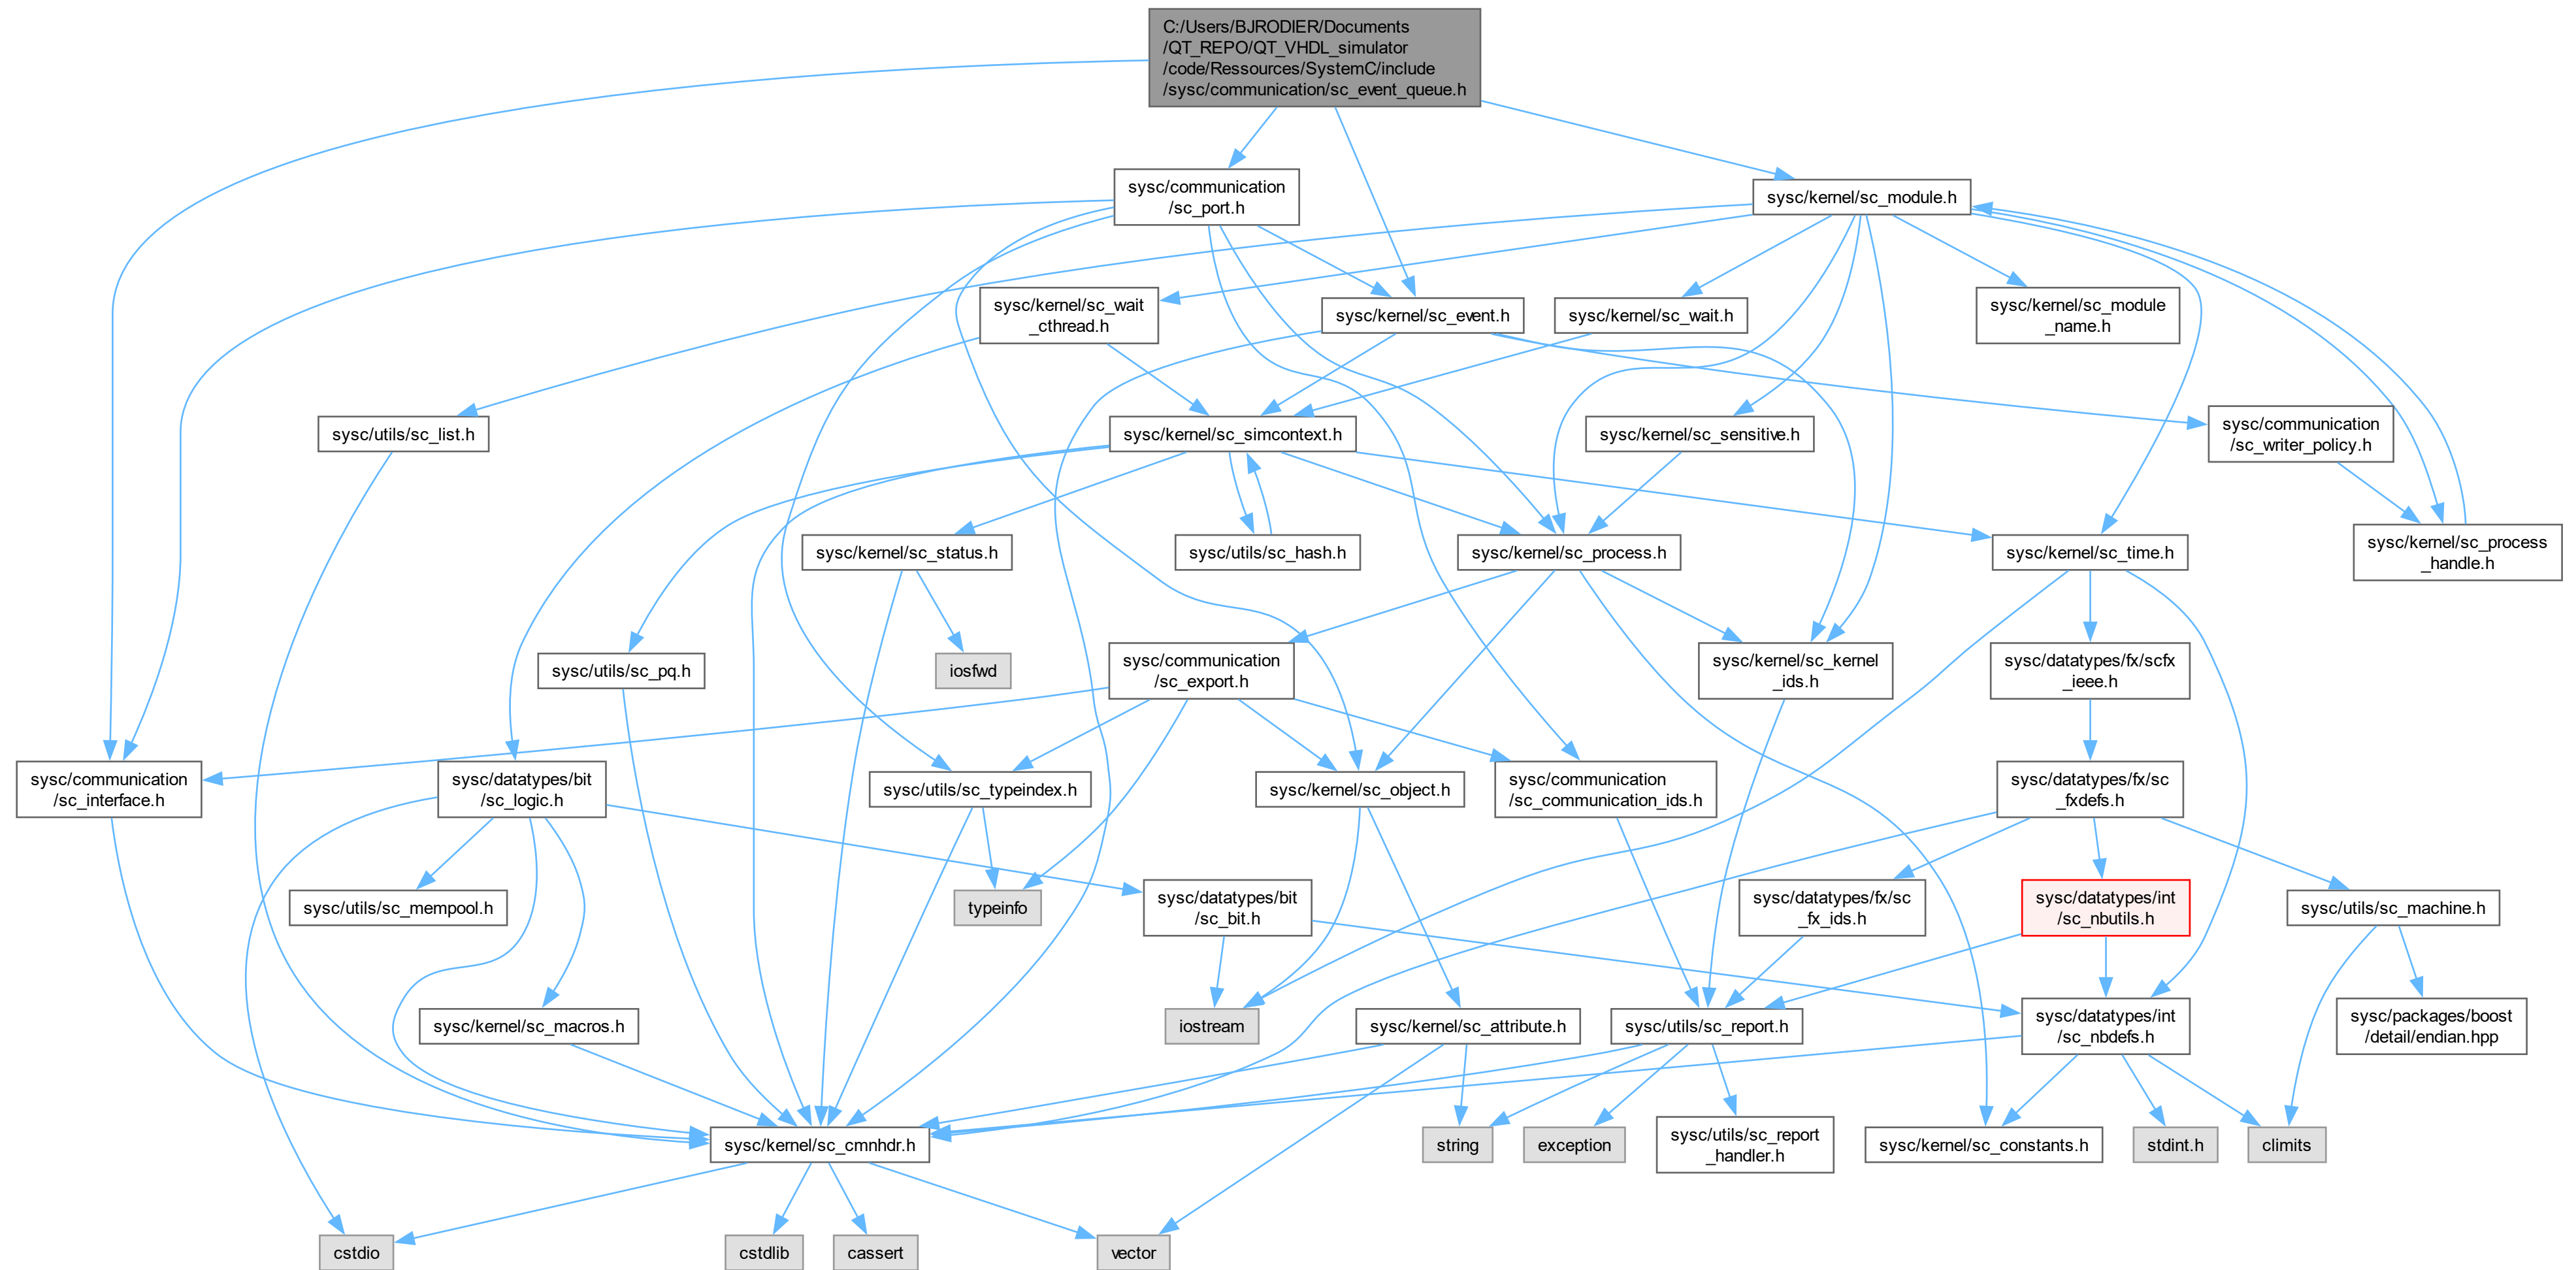 C:/Users/BJRODIER/Documents
/QT_REPO/QT_VHDL_simulator
/code/Ressources/SystemC/include
/sysc/communication/sc_event_queue.h
sysc/communication
/sc_port.h
sysc/kernel/sc_module.h
sysc/kernel/sc_wait
_cthread.h
sysc/kernel/sc_event.h
sysc/kernel/sc_wait.h
sysc/kernel/sc_module
_name.h
sysc/utils/sc_list.h
sysc/kernel/sc_simcontext.h
sysc/kernel/sc_sensitive.h
sysc/communication
/sc_writer_policy.h
sysc/kernel/sc_status.h
sysc/utils/sc_hash.h
sysc/kernel/sc_process.h
sysc/kernel/sc_time.h
sysc/kernel/sc_process
_handle.h
sysc/utils/sc_pq.h
iosfwd
sysc/communication
/sc_export.h
sysc/kernel/sc_kernel
_ids.h
sysc/datatypes/fx/scfx
_ieee.h
sysc/communication
/sc_interface.h
sysc/datatypes/bit
/sc_logic.h
sysc/utils/sc_typeindex.h
sysc/kernel/sc_object.h
sysc/communication
/sc_communication_ids.h
sysc/datatypes/fx/sc
_fxdefs.h
sysc/utils/sc_mempool.h
typeinfo
sysc/datatypes/bit
/sc_bit.h
sysc/datatypes/fx/sc
_fx_ids.h
sysc/datatypes/int
/sc_nbutils.h
sysc/utils/sc_machine.h
sysc/kernel/sc_macros.h
iostream
sysc/kernel/sc_attribute.h
sysc/utils/sc_report.h
sysc/datatypes/int
/sc_nbdefs.h
sysc/packages/boost
/detail/endian.hpp
sysc/kernel/sc_cmnhdr.h
string
exception
sysc/utils/sc_report
_handler.h
sysc/kernel/sc_constants.h
stdint.h
climits
cstdio
cstdlib
cassert
vector